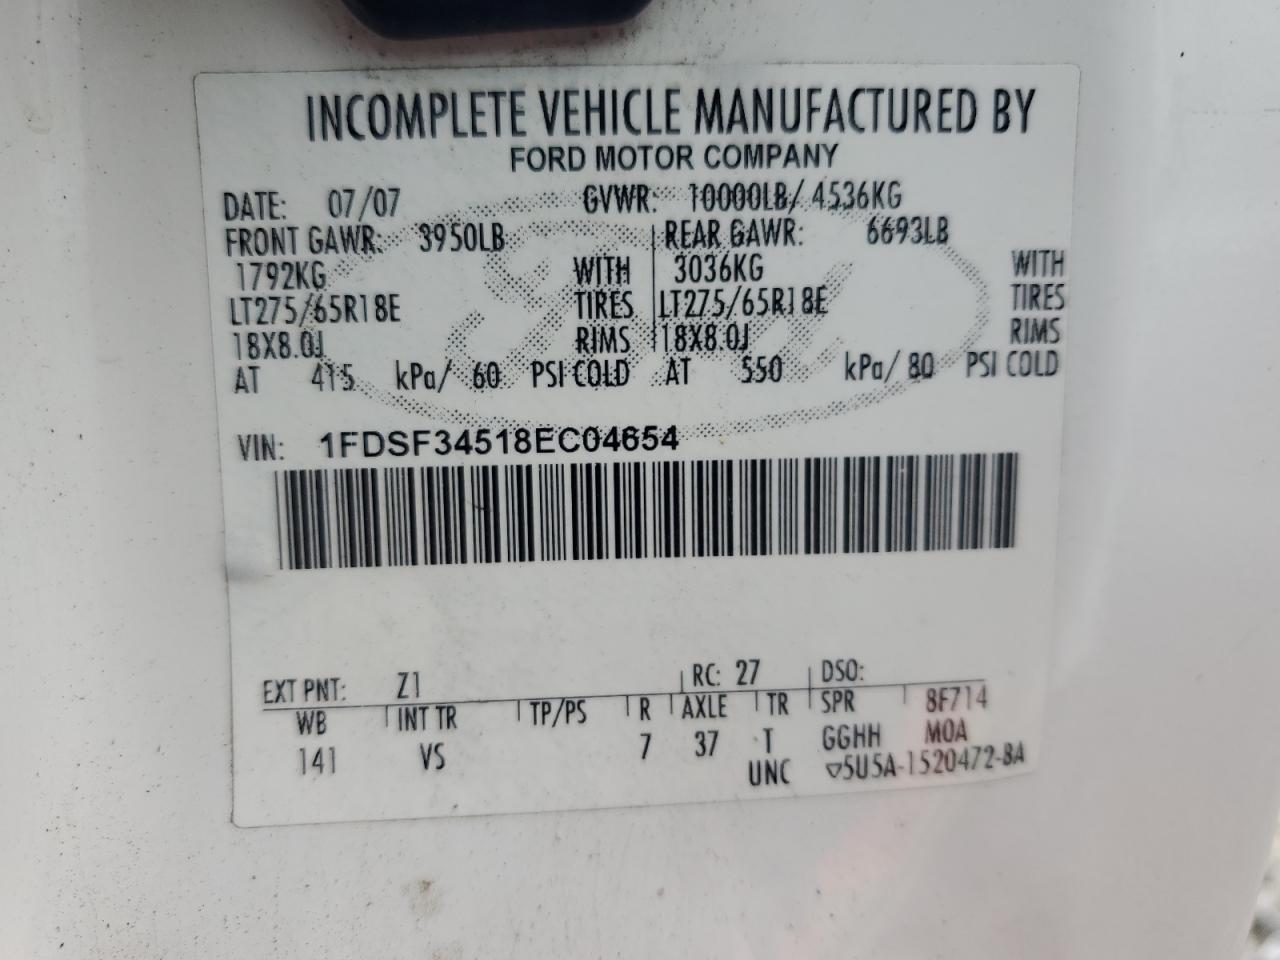 INCOMPLETE VEHICLE MANUFACTURED BY
FORD MOTOR COMPANY
DATE: 07/07 GVWR: 10000LB/ 4536KG
FRONT GAWR: 3950LB REAR GAWR: 6693LB
1792KG WITH 3036KG WITH
LT275/65R18E TIRES LT275/65R18E TIRES
18X8.0J RIMS 18X8.0J RIMS
AT 415 kPa/ 60 PSI COLD AT 550 kPa/ 80 PSI COLD
VIN: 1FDSF34518EC04654
EXT PNT: Z1 RC: 27 DSO:
WB INT TR TP/PS R AXLE TR SPR 8F714
141 VS 7 37 T GGHH M0A
UNC ▽5U5A-1520472-8A